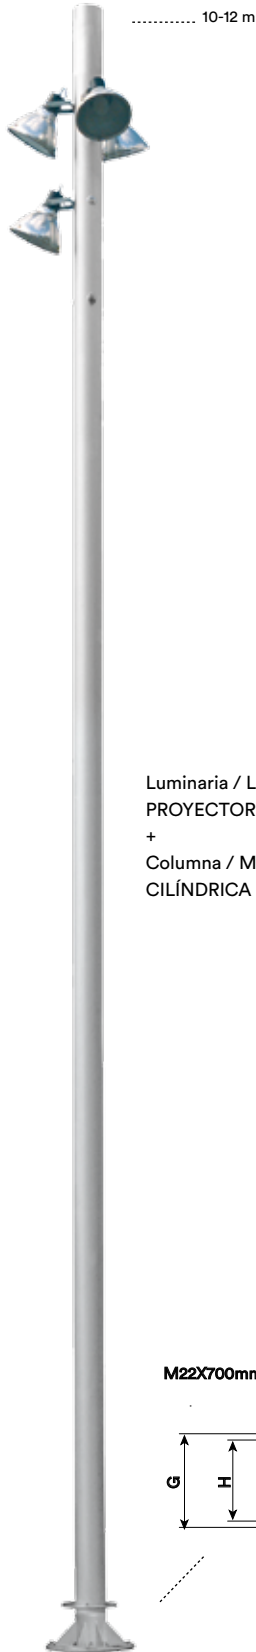 10-12 m
Luminaria / L
PROYECTOR
+
Columna / M
CILÍNDRICA
M22X700mm
G
H